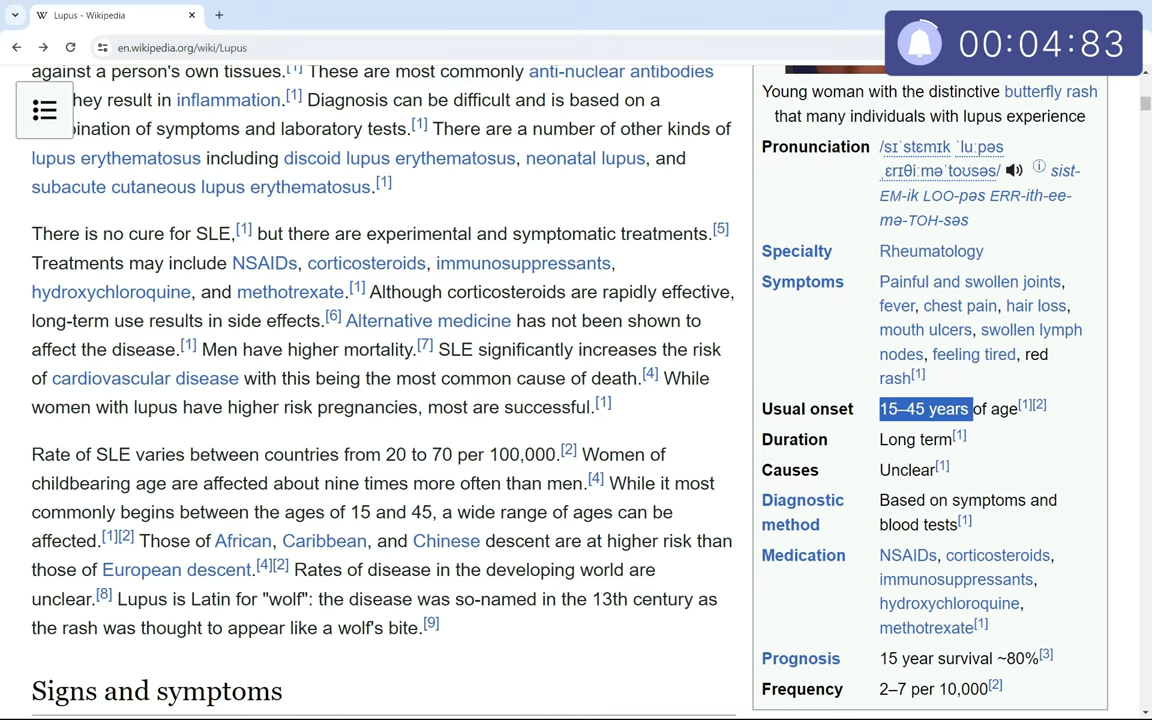 Lupus - Wikipedia
en.wikipedia.org/wiki/Lupus
00:04:83
against a person's own tissues.[1] These are most commonly anti-nuclear antibodies
hey result in inflammation.[1] Diagnosis can be difficult and is based on a
ination of symptoms and laboratory tests.[1] There are a number of other kinds of
lupus erythematosus including discoid lupus erythematosus, neonatal lupus, and
subacute cutaneous lupus erythematosus.[1]
There is no cure for SLE,[1] but there are experimental and symptomatic treatments.[5]
Treatments may include NSAIDs, corticosteroids, immunosuppressants,
hydroxychloroquine, and methotrexate.[1] Although corticosteroids are rapidly effective,
long-term use results in side effects.[6] Alternative medicine has not been shown to
affect the disease.[1] Men have higher mortality.[7] SLE significantly increases the risk
of cardiovascular disease with this being the most common cause of death.[4] While
women with lupus have higher risk pregnancies, most are successful.[1]
Rate of SLE varies between countries from 20 to 70 per 100,000.[2] Women of
childbearing age are affected about nine times more often than men.[4] While it most
commonly begins between the ages of 15 and 45, a wide range of ages can be
affected.[1][2] Those of African, Caribbean, and Chinese descent are at higher risk than
those of European descent.[4][2] Rates of disease in the developing world are
unclear.[8] Lupus is Latin for "wolf": the disease was so-named in the 13th century as
the rash was thought to appear like a wolf's bite.[9]
Signs and symptoms
Young woman with the distinctive butterfly rash
that many individuals with lupus experience
Pronunciation /sɪˈstɛmɪk ˈluːpəs
ˌɛrɪθiːməˈtoʊsəs/ ⓘ sist-
EM-ik LOO-pəs ERR-ith-ee-
mə-TOH-səs
Specialty Rheumatology
Symptoms Painful and swollen joints,
fever, chest pain, hair loss,
mouth ulcers, swollen lymph
nodes, feeling tired, red
rash[1]
Usual onset 15–45 years of age[1][2]
Duration Long term[1]
Causes Unclear[1]
Diagnostic Based on symptoms and
method blood tests[1]
Medication NSAIDs, corticosteroids,
immunosuppressants,
hydroxychloroquine,
methotrexate[1]
Prognosis 15 year survival ~80%[3]
Frequency 2–7 per 10,000[2]